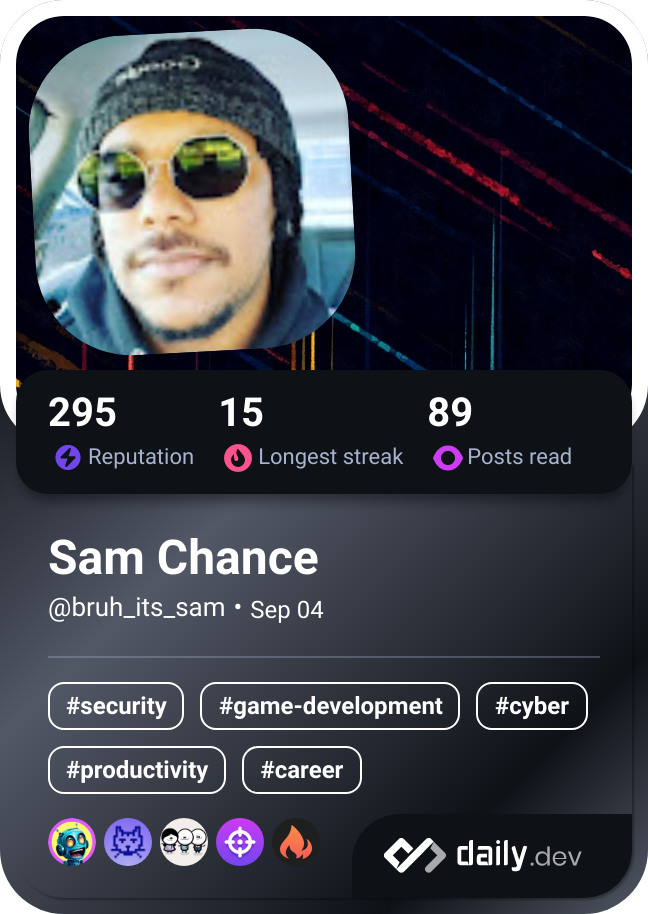 Google
295 15 89
Reputation Longest streak Posts read
Sam Chance
@bruh_its_sam • Sep 04
#security #game-development #cyber
#productivity #career
daily.dev